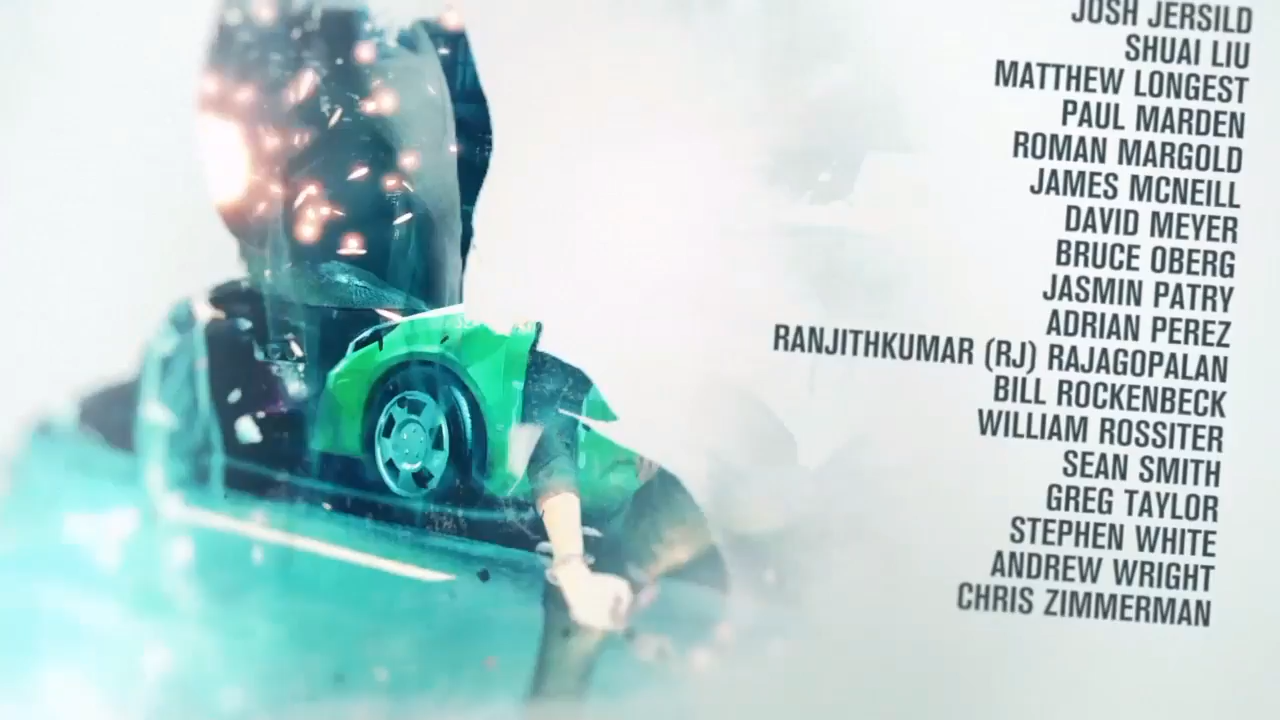 JOSH JERSILD
SHUAI LIU
MATTHEW LONGEST
PAUL MARDEN
ROMAN MARGOLD
JAMES MCNEILL
DAVID MEYER
BRUCE OBERG
JASMIN PATRY
ADRIAN PEREZ
RANJITHKUMAR (RJ) RAJAGOPALAN
BILL ROCKENBECK
WILLIAM ROSSITER
SEAN SMITH
GREG TAYLOR
STEPHEN WHITE
ANDREW WRIGHT
CHRIS ZIMMERMAN